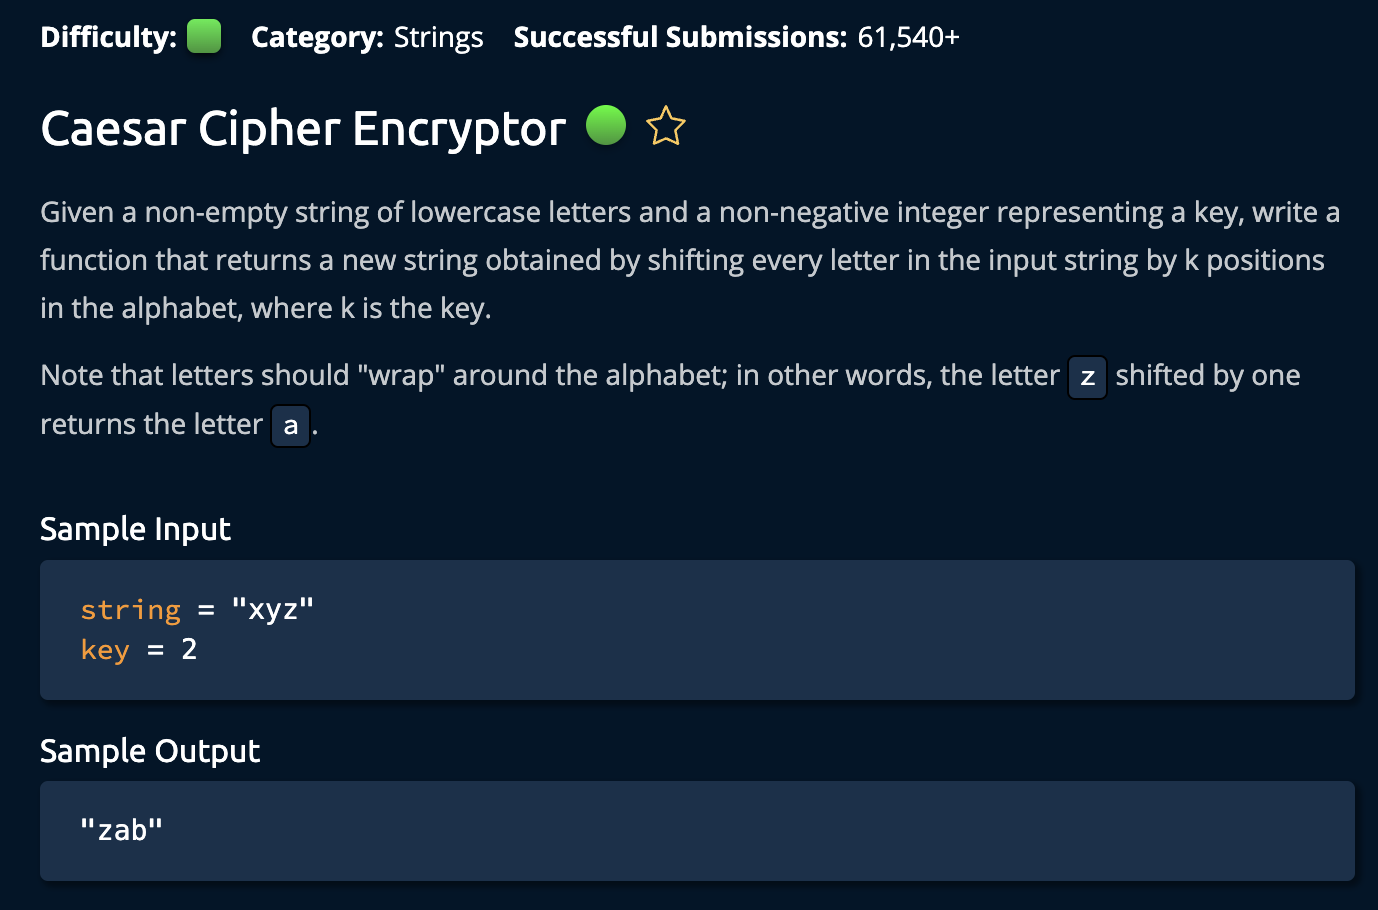 Difficulty: Category: Strings Successful Submissions: 61,540+
Caesar Cipher Encryptor
Given a non-empty string of lowercase letters and a non-negative integer representing a key, write a
function that returns a new string obtained by shifting every letter in the input string by k positions
in the alphabet, where k is the key.
Note that letters should "wrap" around the alphabet; in other words, the letter z shifted by one
returns the letter a.
Sample Input
string = "xyz"
key = 2
Sample Output
"zab"